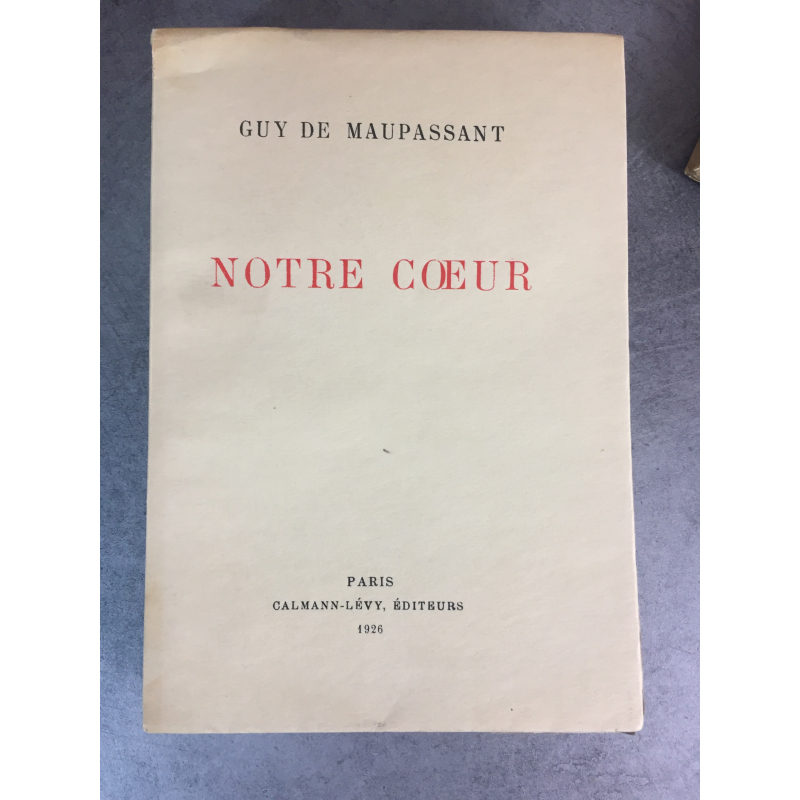 GUY DE MAUPASSANT
NOTRE CŒUR
PARIS
CALMANN-LÉVY, ÉDITEURS
1926